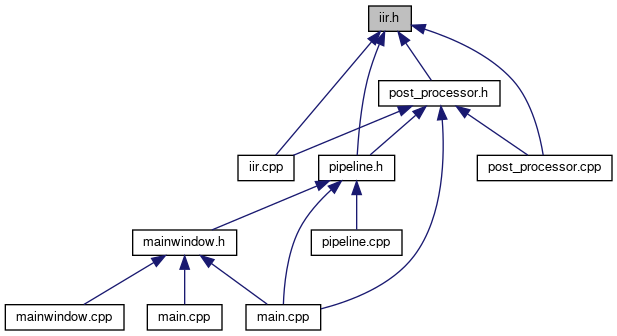 iir.h
post_processor.h
iir.cpp
pipeline.h
post_processor.cpp
mainwindow.h
pipeline.cpp
mainwindow.cpp
main.cpp
main.cpp